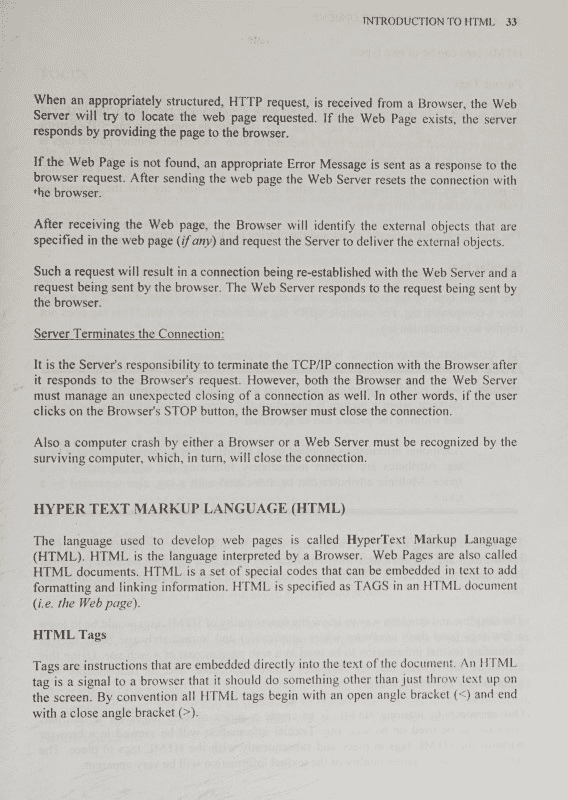 INTRODUCTION TO HTML 33
When an appropriately structured, HTTP request, is received from a Browser, the Web
Server will try to locate the web page requested. If the Web Page exists, the server
responds by providing the page to the browser.
If the Web Page is not found, an appropriate Error Message is sent as a response to the
browser request. After sending the web page the Web Server resets the connection with
the browser.
After receiving the Web page, the Browser will identify the external objects that are
specified in the web page (if any) and request the Server to deliver the external objects.
Such a request will result in a connection being re-established with the Web Server and a
request being sent by the browser. The Web Server responds to the request being sent by
the browser.
Server Terminates the Connection:
It is the Server's responsibility to terminate the TCP/IP connection with the Browser after
it responds to the Browser's request. However, both the Browser and the Web Server
must manage an unexpected closing of a connection as well. In other words, if the user
clicks on the Browser's STOP button, the Browser must close the connection.
Also a computer crash by either a Browser or a Web Server must be recognized by the
surviving computer, which, in turn, will close the connection.
HYPER TEXT MARKUP LANGUAGE (HTML)
The language used to develop web pages is called HyperText Markup Language
(HTML). HTML is the language interpreted by a Browser. Web Pages are also called
HTML documents. HTML is a set of special codes that can be embedded in text to add
formatting and linking information. HTML is specified as TAGS in an HTML document
(i.e. the Web page).
HTML Tags
Tags are instructions that are embedded directly into the text of the document. An HTML
tag is a signal to a browser that it should do something other than just throw text up on
the screen. By convention all HTML tags begin with an open angle bracket (<) and end
with a close angle bracket (>).